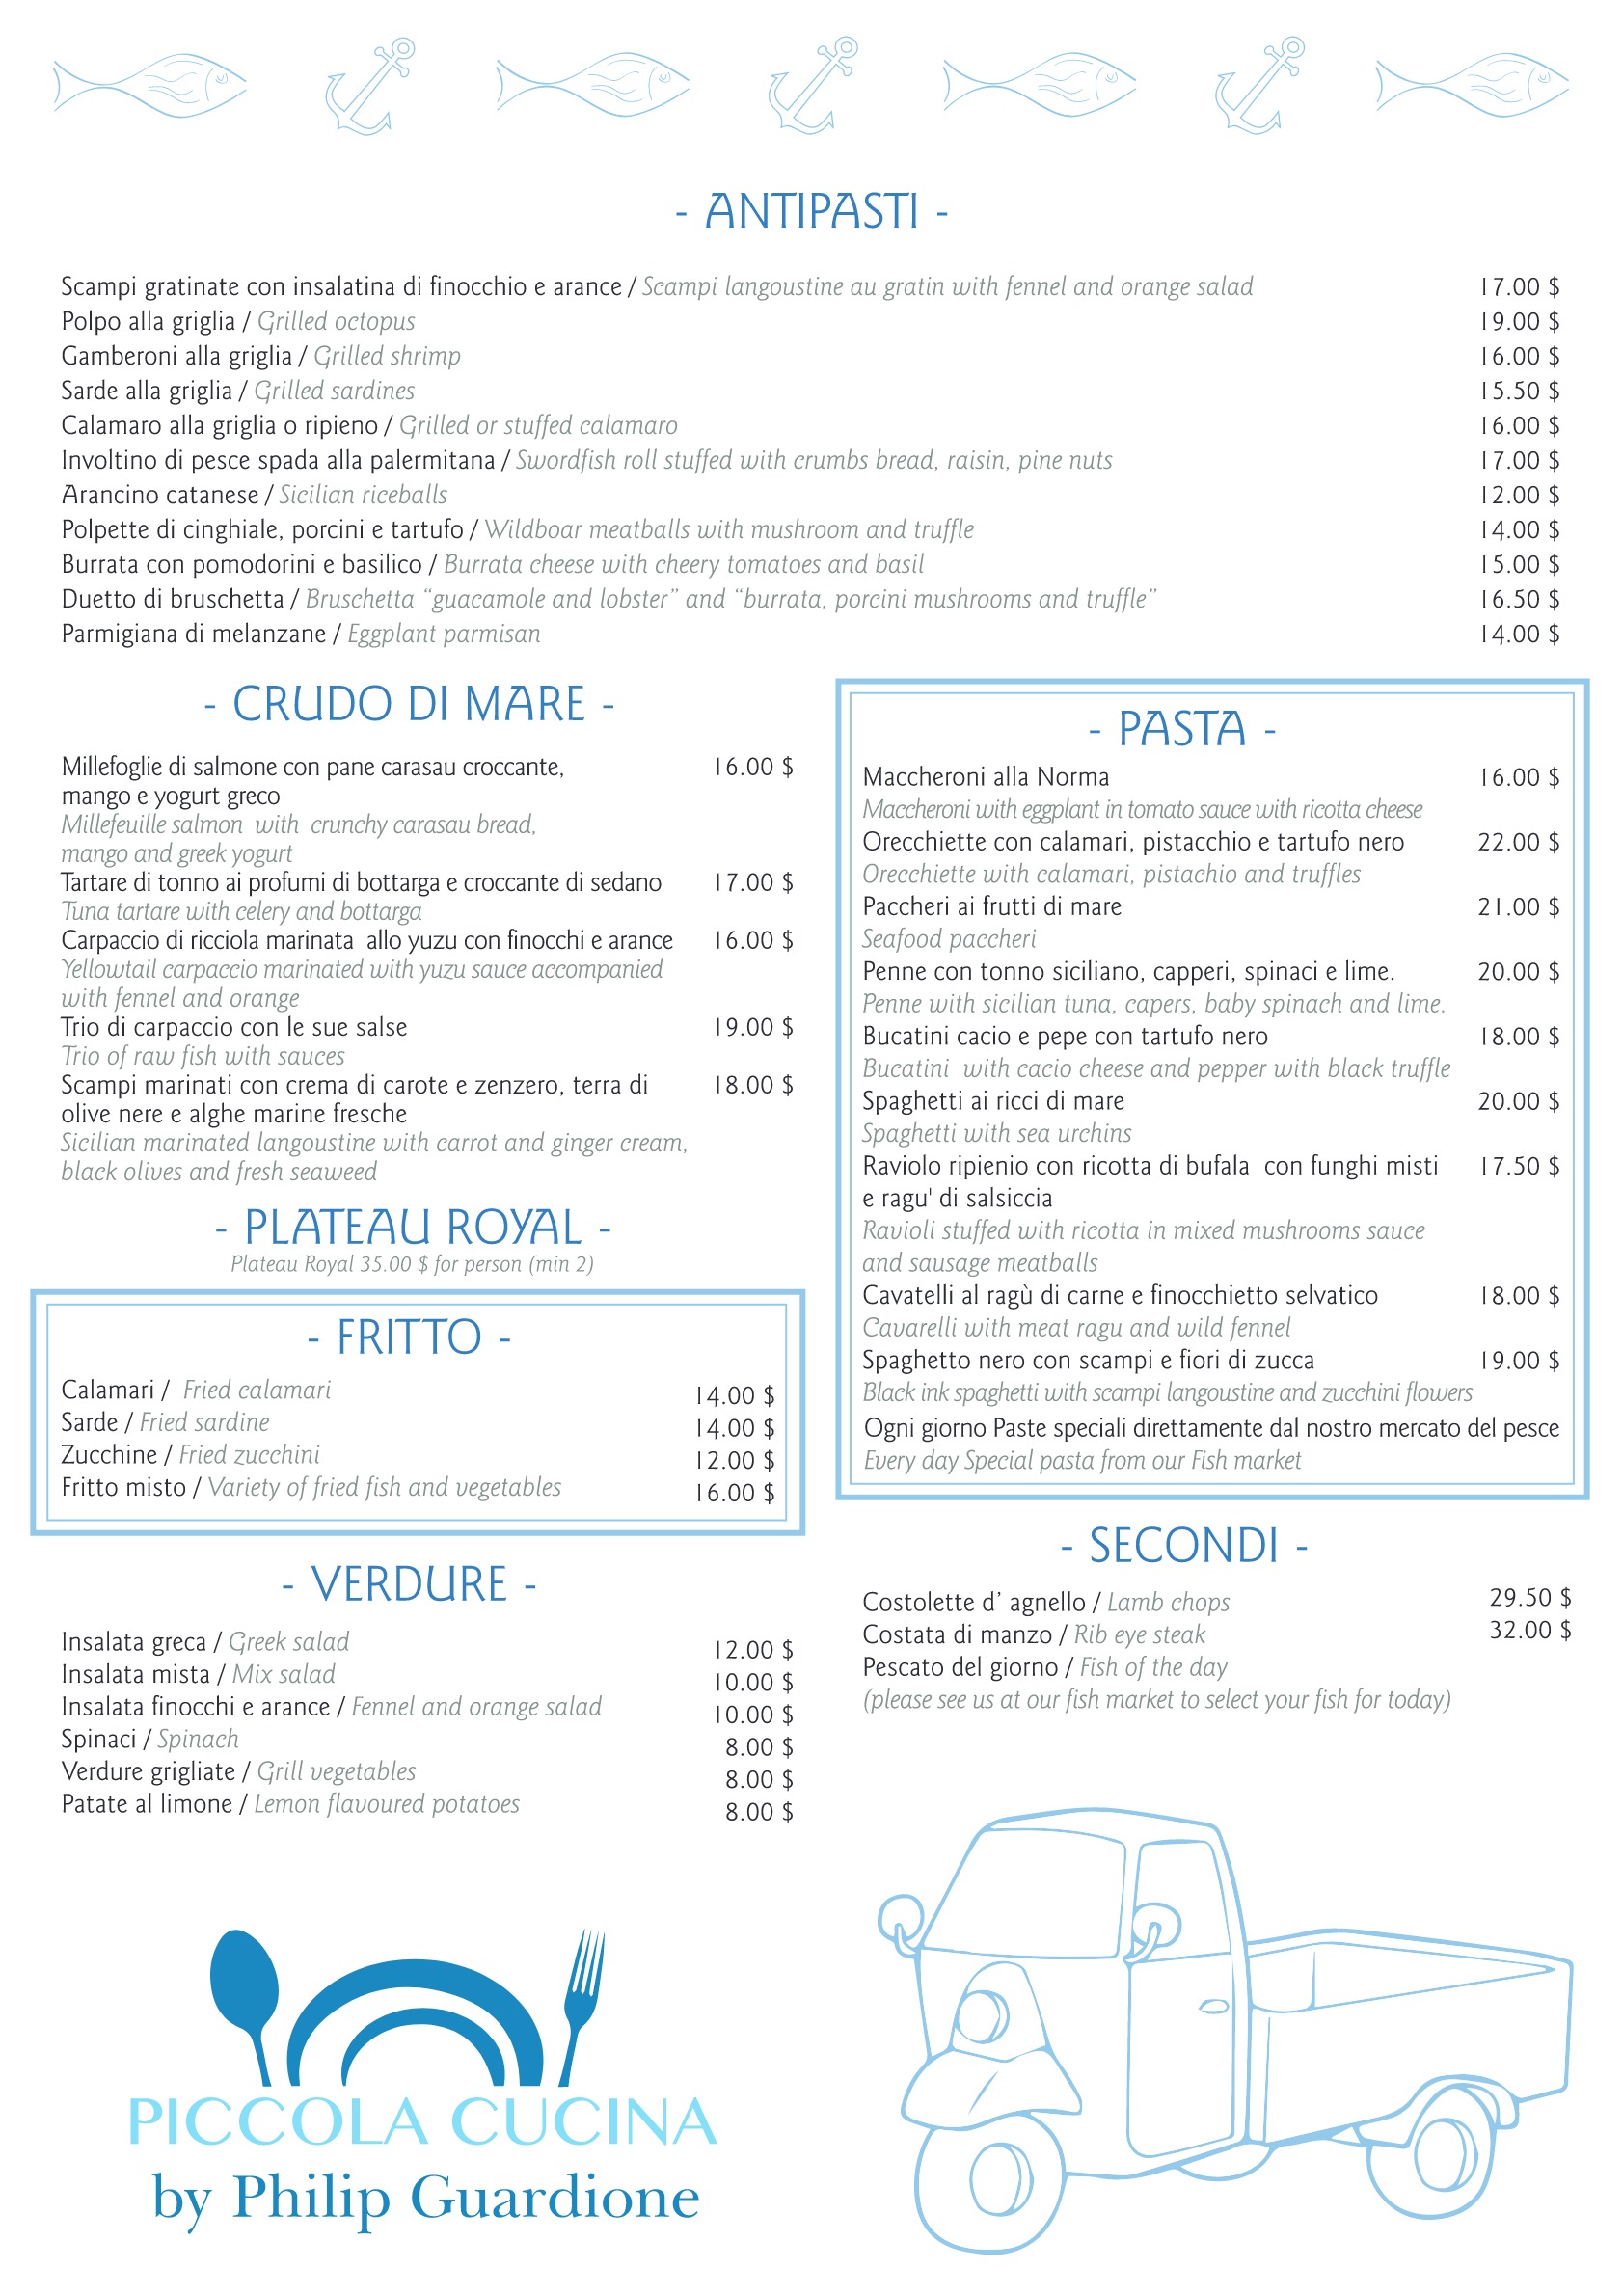 - ANTIPASTI -
Scampi gratinate con insalatina di finocchio e arance / Scampi langoustine au gratin with fennel and orange salad 17.00 $
Polpo alla griglia / Grilled octopus 19.00 $
Gamberoni alla griglia / Grilled shrimp 16.00 $
Sarde alla griglia / Grilled sardines 15.50 $
Calamaro alla griglia o ripieno / Grilled or stuffed calamaro 16.00 $
Involtino di pesce spada alla palermitana / Swordfish roll stuffed with crumbs bread, raisin, pine nuts 17.00 $
Arancino catanese / Sicilian riceballs 12.00 $
Polpette di cinghiale, porcini e tartufo / Wildboar meatballs with mushroom and truffle 14.00 $
Burrata con pomodorini e basilico / Burrata cheese with cheery tomatoes and basil 15.00 $
Duetto di bruschetta / Bruschetta “guacamole and lobster” and “burrata, porcini mushrooms and truffle” 16.50 $
Parmigiana di melanzane / Eggplant parmisan 14.00 $
- CRUDO DI MARE -
Millefoglie di salmone con pane carasau croccante, 16.00 $
mango e yogurt greco
Millefeuille salmon with crunchy carasau bread,
mango and greek yogurt
Tartare di tonno ai profumi di bottarga e croccante di sedano 17.00 $
Tuna tartare with celery and bottarga
Carpaccio di ricciola marinata allo yuzu con finocchi e arance 16.00 $
Yellowtail carpaccio marinated with yuzu sauce accompanied
with fennel and orange
Trio di carpaccio con le sue salse 19.00 $
Trio of raw fish with sauces
Scampi marinati con crema di carote e zenzero, terra di 18.00 $
olive nere e alghe marine fresche
Sicilian marinated langoustine with carrot and ginger cream,
black olives and fresh seaweed
- PLATEAU ROYAL -
Plateau Royal 35.00 $ for person (min 2)
- FRITTO -
Calamari / Fried calamari 14.00 $
Sarde / Fried sardine 14.00 $
Zucchine / Fried zucchini 12.00 $
Fritto misto / Variety of fried fish and vegetables 16.00 $
- VERDURE -
Insalata greca / Greek salad 12.00 $
Insalata mista / Mix salad 10.00 $
Insalata finocchi e arance / Fennel and orange salad 10.00 $
Spinaci / Spinach 8.00 $
Verdure grigliate / Grill vegetables 8.00 $
Patate al limone / Lemon flavoured potatoes 8.00 $
- PASTA -
Maccheroni alla Norma 16.00 $
Maccheroni with eggplant in tomato sauce with ricotta cheese
Orecchiette con calamari, pistacchio e tartufo nero 22.00 $
Orecchiette with calamari, pistachio and truffles
Paccheri ai frutti di mare 21.00 $
Seafood paccheri
Penne con tonno siciliano, capperi, spinaci e lime. 20.00 $
Penne with sicilian tuna, capers, baby spinach and lime.
Bucatini cacio e pepe con tartufo nero 18.00 $
Bucatini with cacio cheese and pepper with black truffle
Spaghetti ai ricci di mare 20.00 $
Spaghetti with sea urchins
Raviolo ripienio con ricotta di bufala con funghi misti 17.50 $
e ragu' di salsiccia
Ravioli stuffed with ricotta in mixed mushrooms sauce
and sausage meatballs
Cavatelli al ragù di carne e finocchietto selvatico 18.00 $
Cavarelli with meat ragu and wild fennel
Spaghetto nero con scampi e fiori di zucca 19.00 $
Black ink spaghetti with scampi langoustine and zucchini flowers
Ogni giorno Paste speciali direttamente dal nostro mercato del pesce
Every day Special pasta from our Fish market
- SECONDI -
Costolette d’ agnello / Lamb chops 29.50 $
Costata di manzo / Rib eye steak 32.00 $
Pescato del giorno / Fish of the day
(please see us at our fish market to select your fish for today)
PICCOLA CUCINA
by Philip Guardione